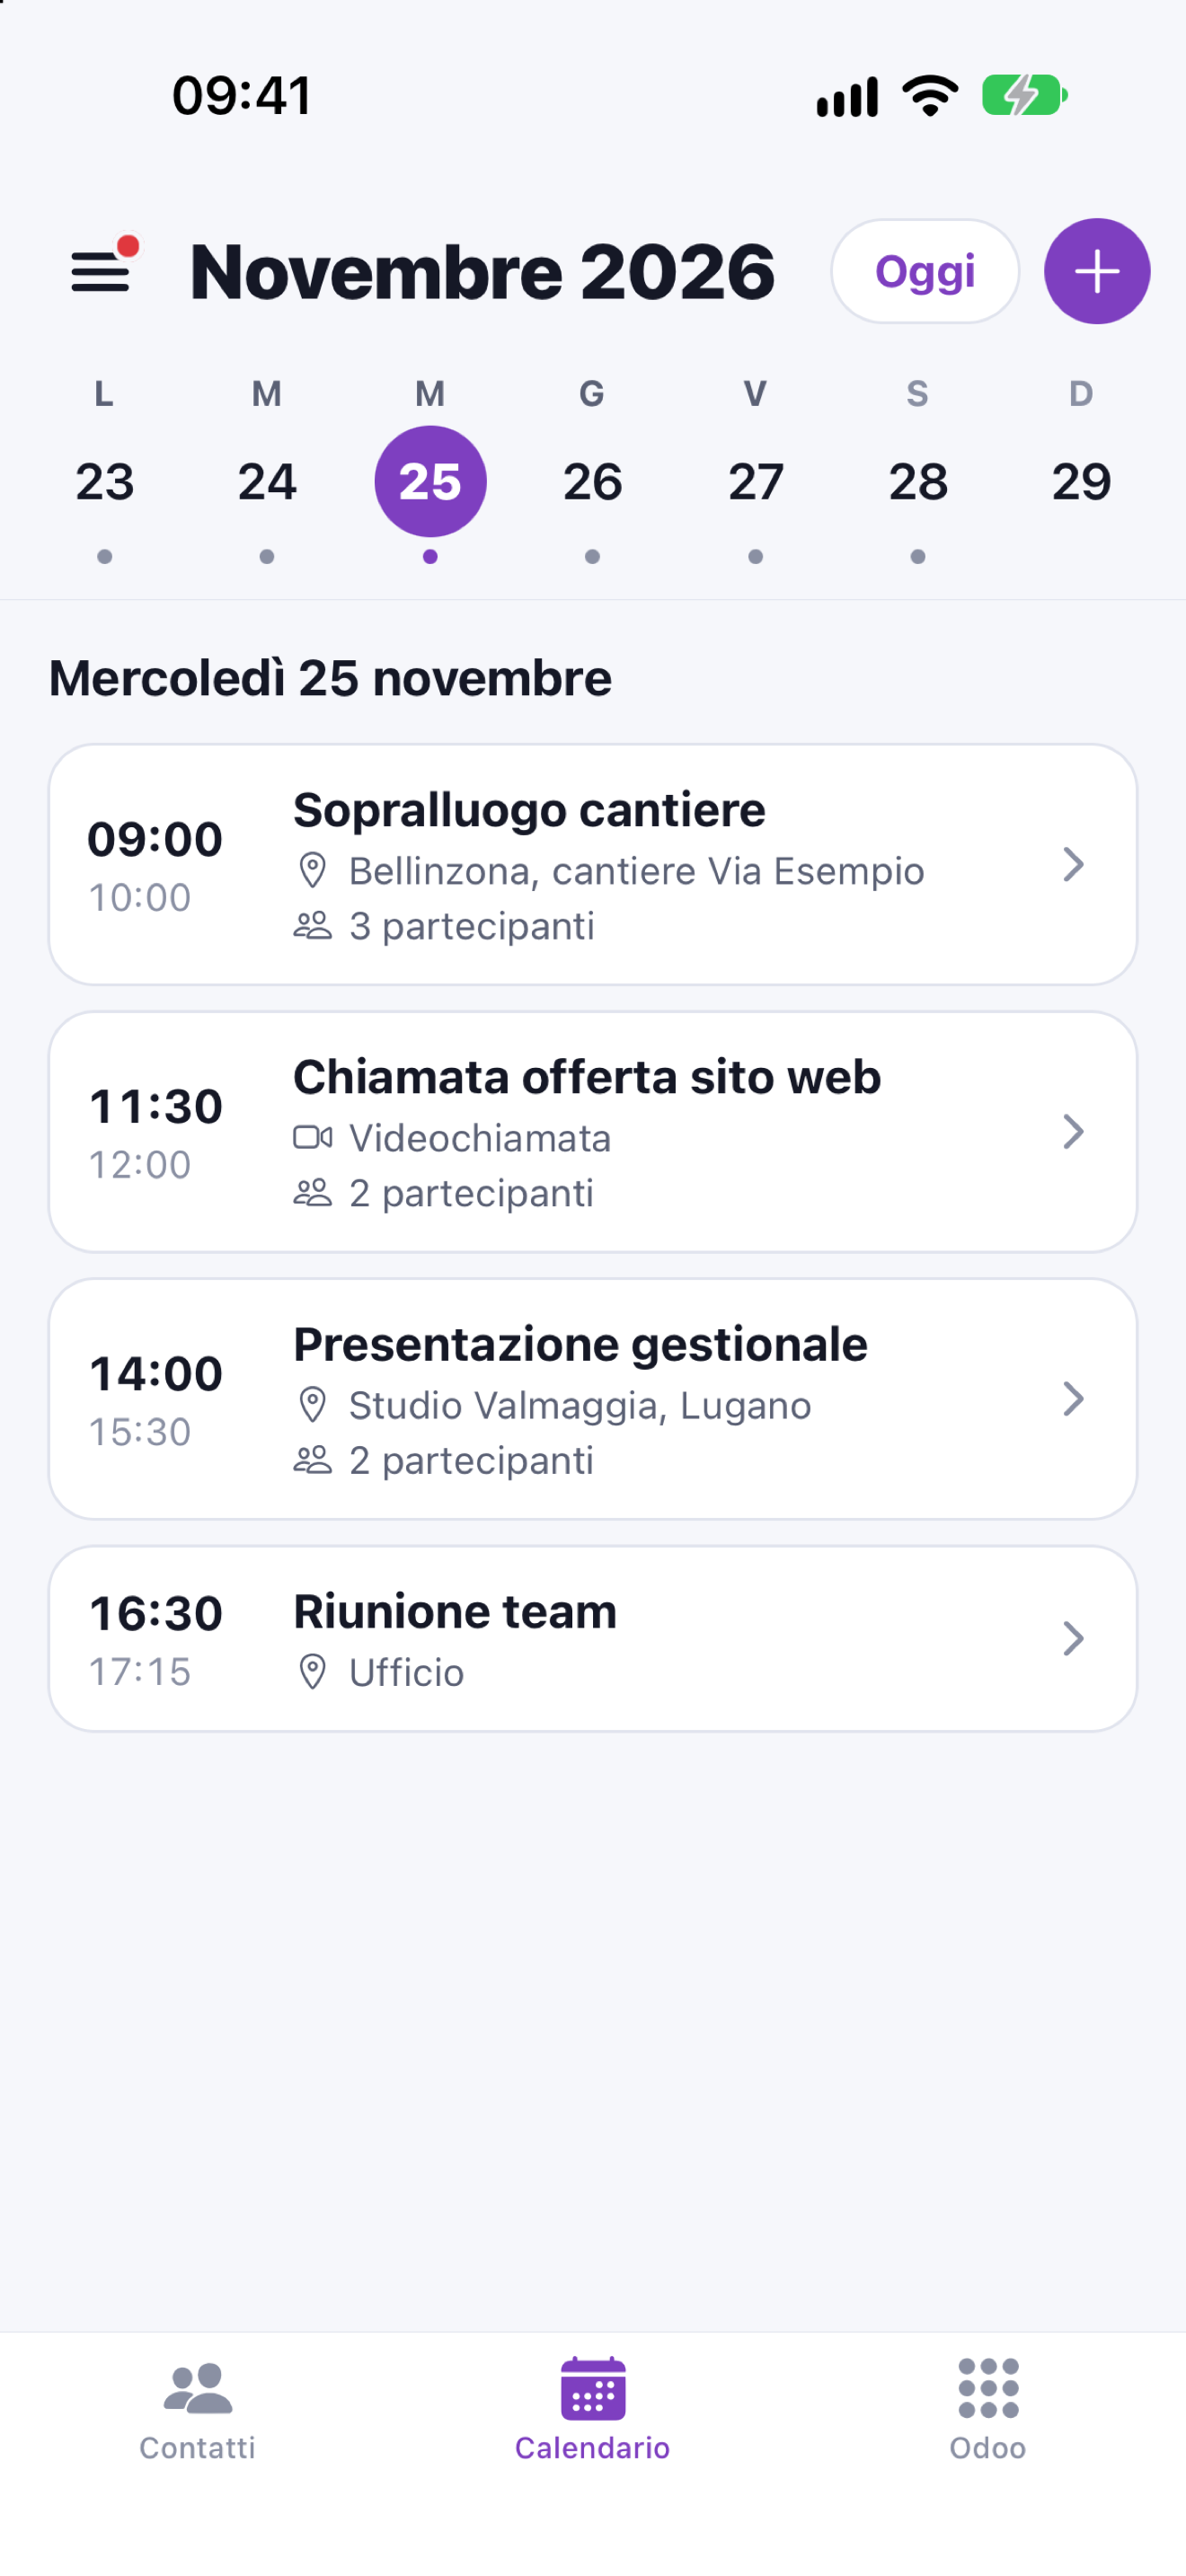 09:41
Novembre 2026
Oggi
L M M G V S D
23 24 25 26 27 28 29
Mercoledì 25 novembre
09:00
10:00
Sopralluogo cantiere
Bellinzona, cantiere Via Esempio
3 partecipanti
11:30
12:00
Chiamata offerta sito web
Videochiamata
2 partecipanti
14:00
15:30
Presentazione gestionale
Studio Valmaggia, Lugano
2 partecipanti
16:30
17:15
Riunione team
Ufficio
Contatti
Calendario
Odoo